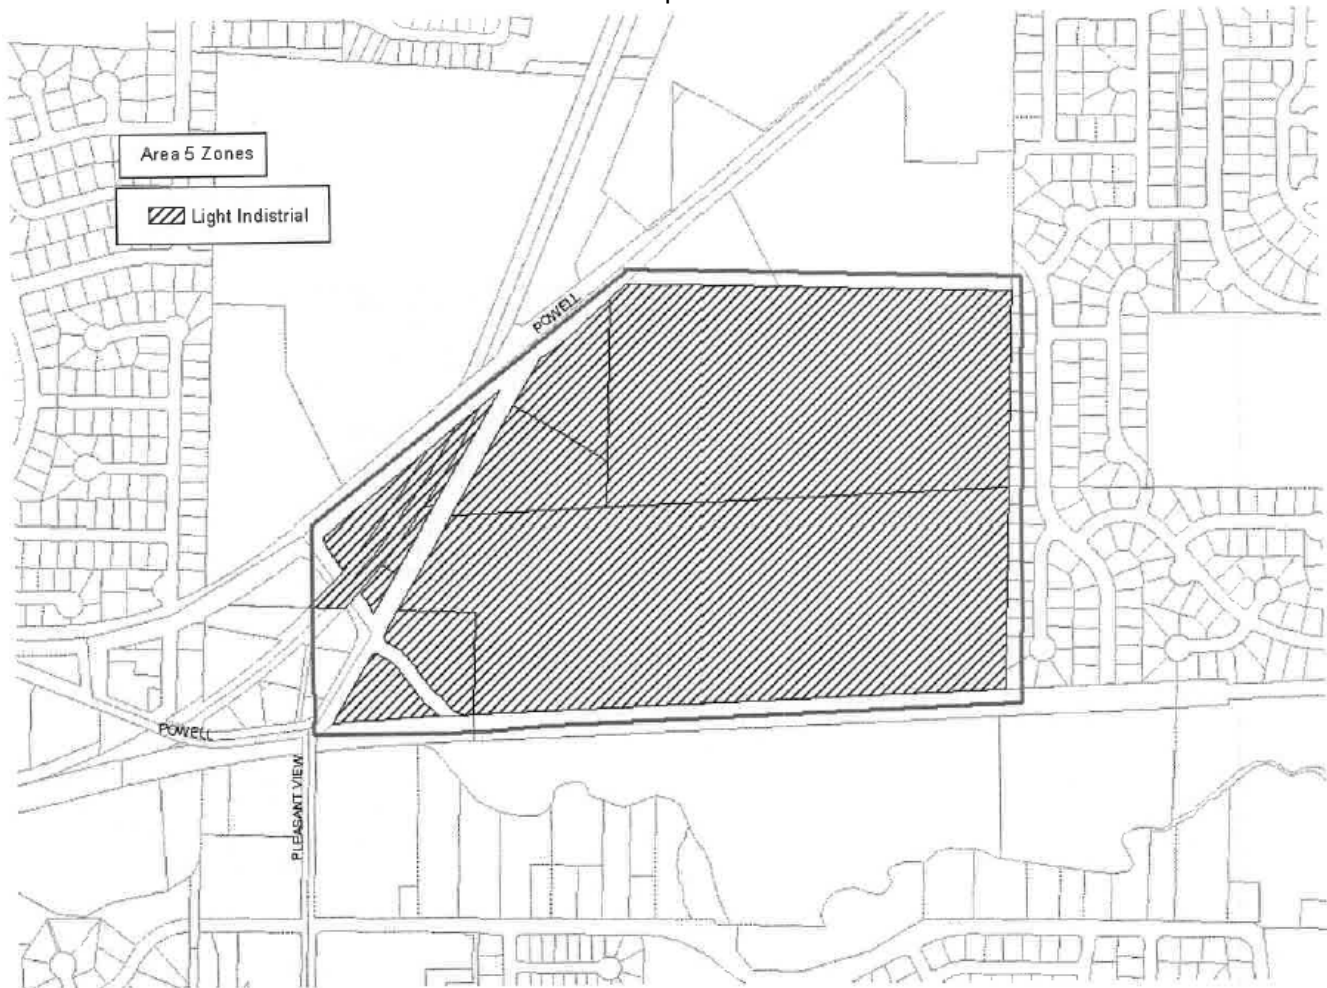 Area 5 Zones
Light Indistrial
POWELL
POWELL
PLEASANT VIEW